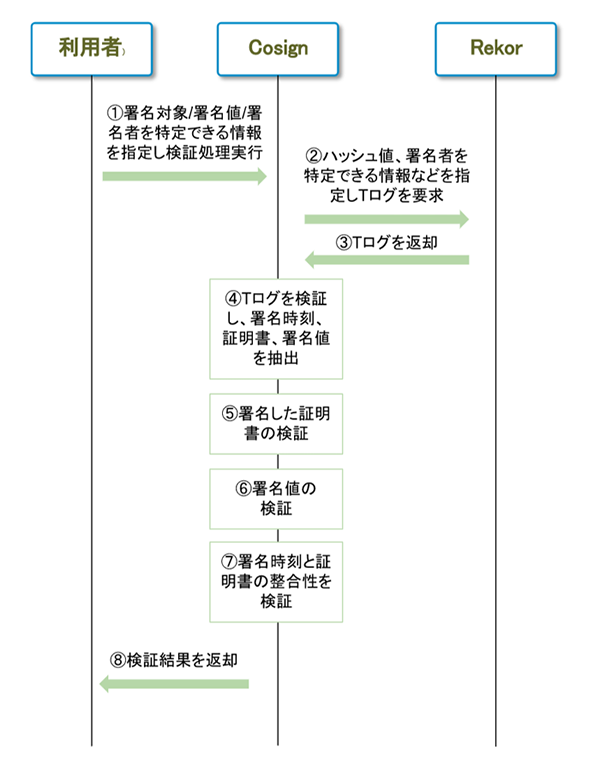 利用者)
Cosign
Rekor
①署名対象/署名値/署
名者を特定できる情報
を指定し検証処理実行
②ハッシュ値、署名者を
特定できる情報などを指
定しTログを要求
③Tログを返却
④Tログを検証
し、署名時刻、
証明書、署名値
を抽出
⑤署名した証明
書の検証
⑥署名値の
検証
⑦署名時刻と証
明書の整合性を
検証
⑧検証結果を返却